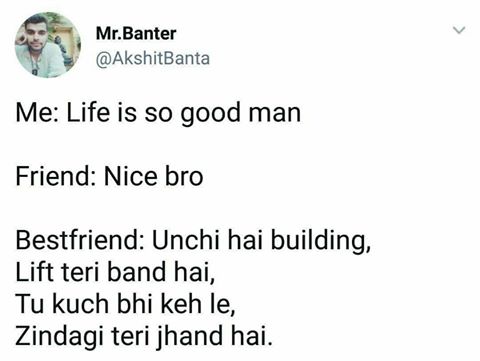 Mr.Banter
@AkshitBanta
Me: Life is so good man
Friend: Nice bro
Bestfriend: Unchi hai building,
Lift teri band hai,
Tu kuch bhi keh le,
Zindagi teri jhand hai.